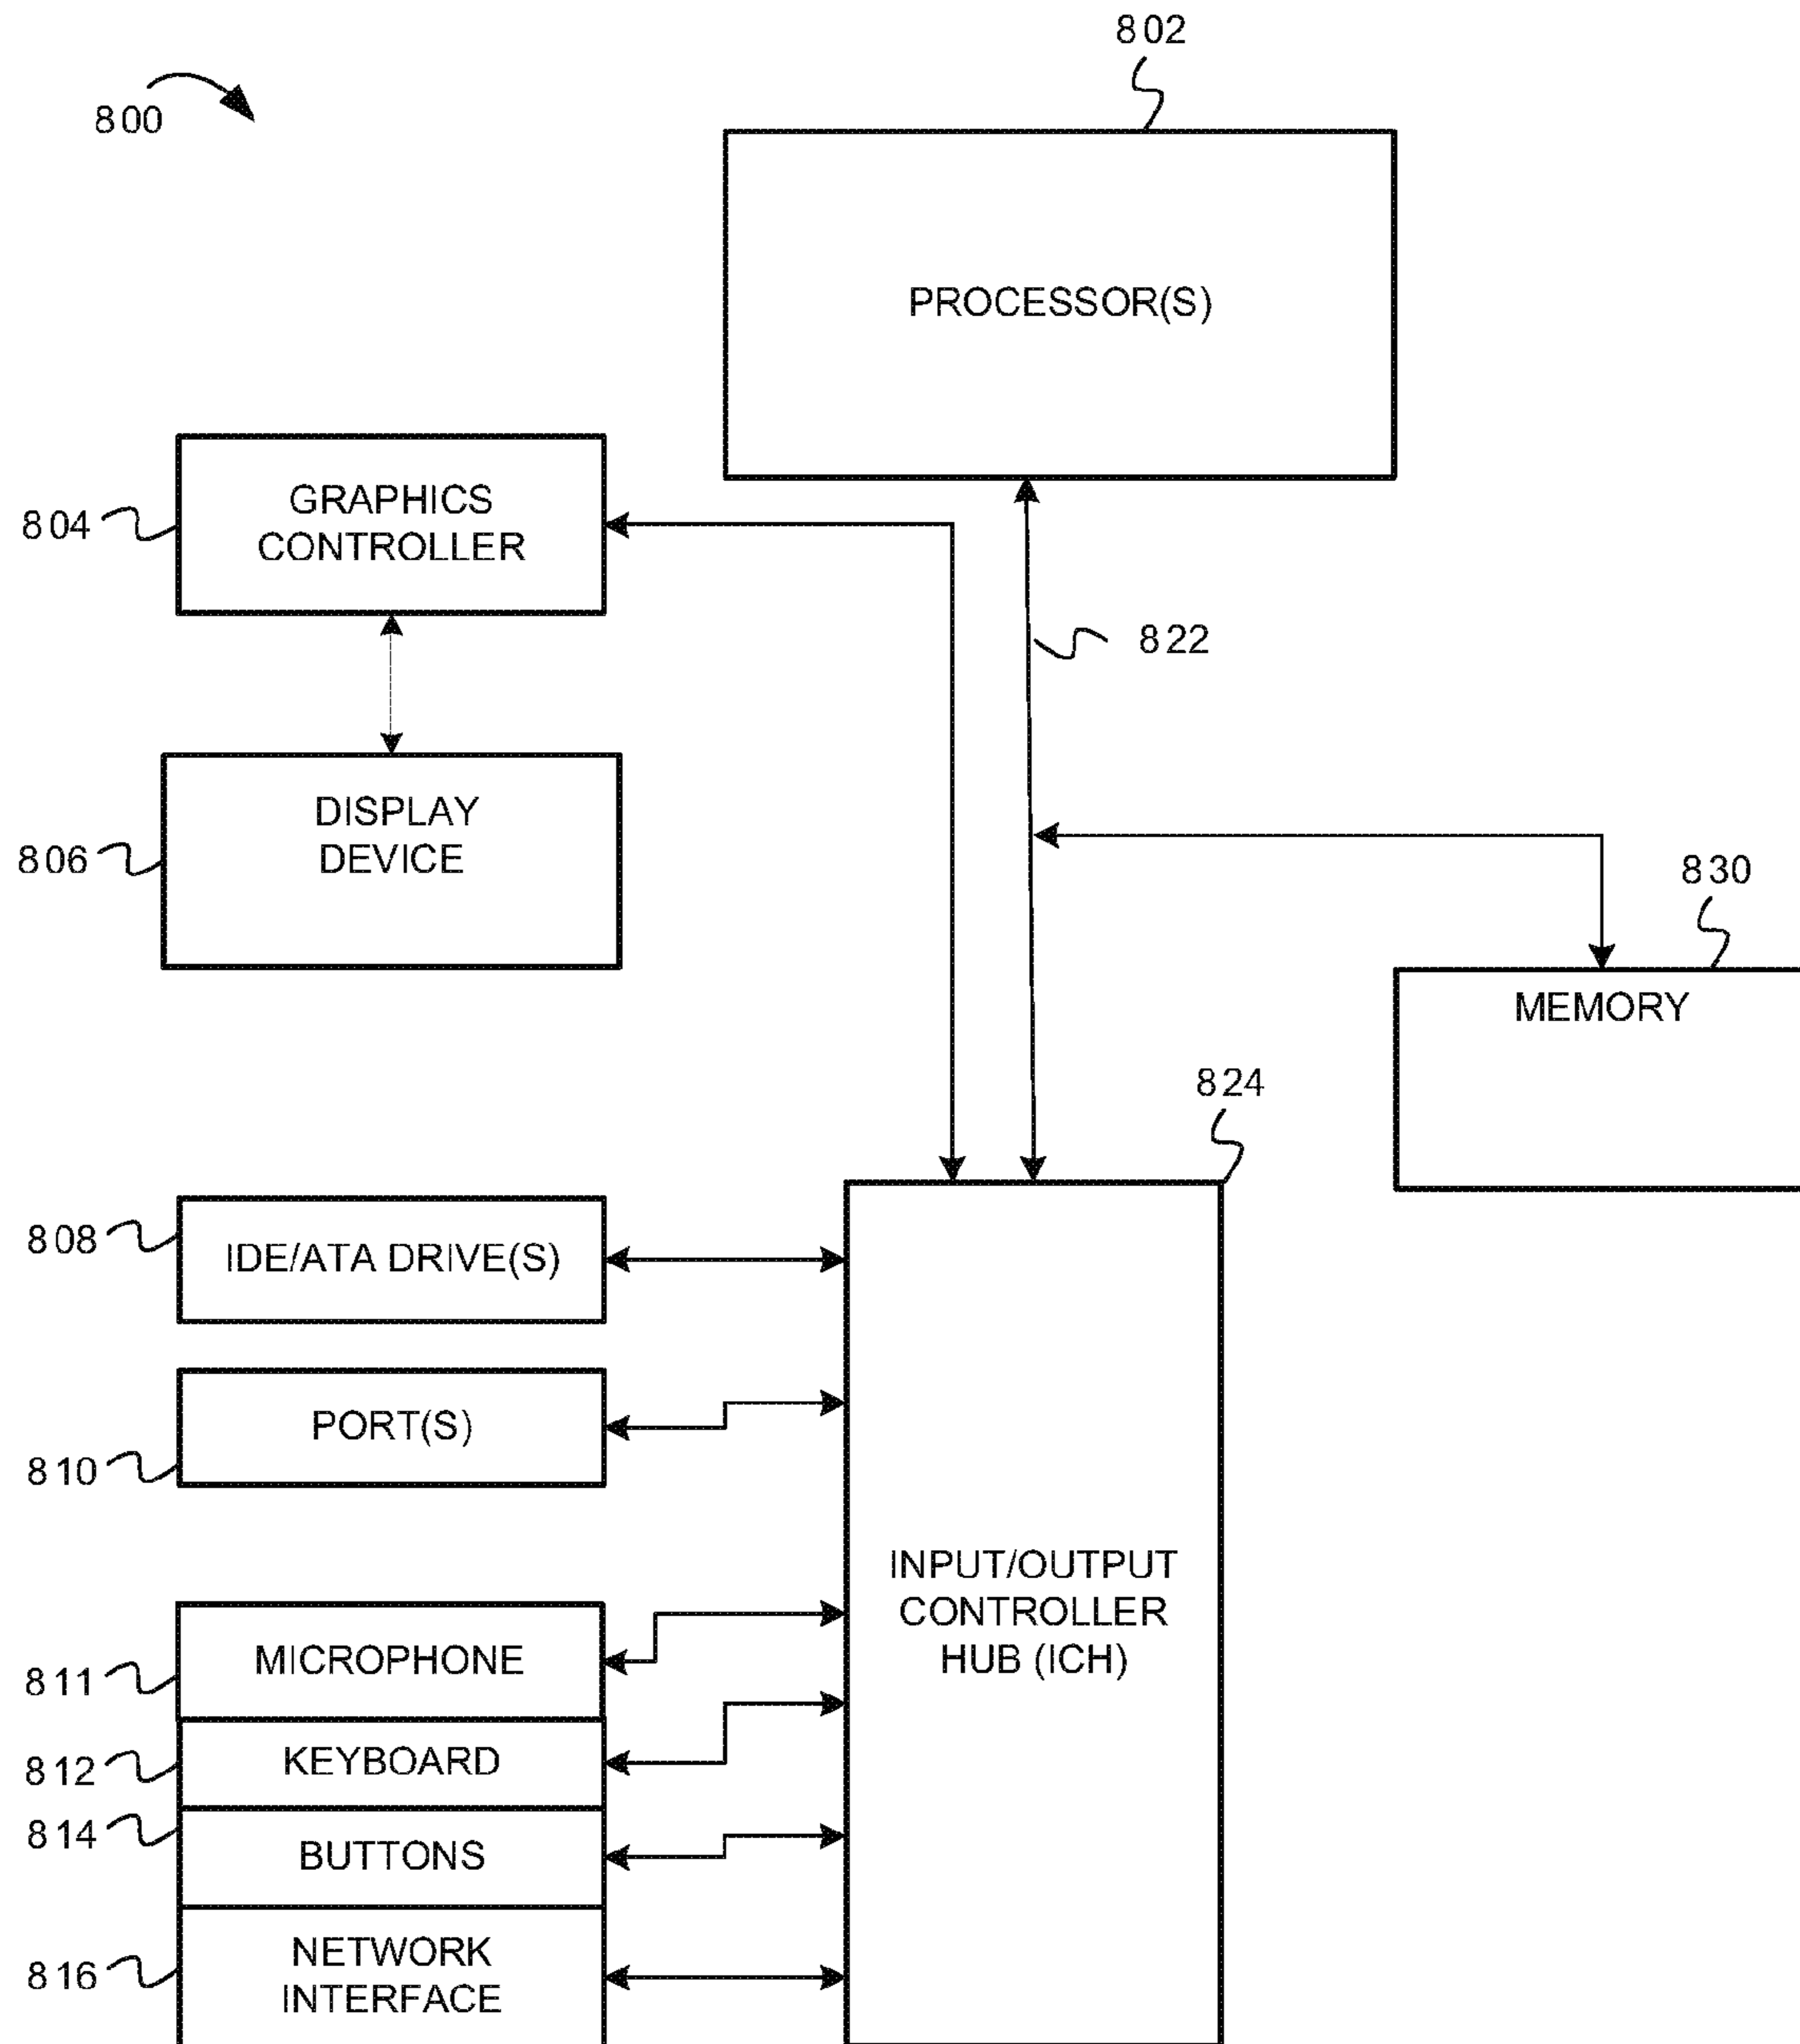 802
800
PROCESSOR(S)
GRAPHICS
CONTROLLER
804
822
DISPLAY
DEVICE
806
830
MEMORY
824
808
IDE/ATA DRIVE(S)
PORT(S)
810
INPUT/OUTPUT
CONTROLLER
HUB (ICH)
MICROPHONE
811
KEYBOARD
812
814
BUTTONS
NETWORK
INTERFACE
816